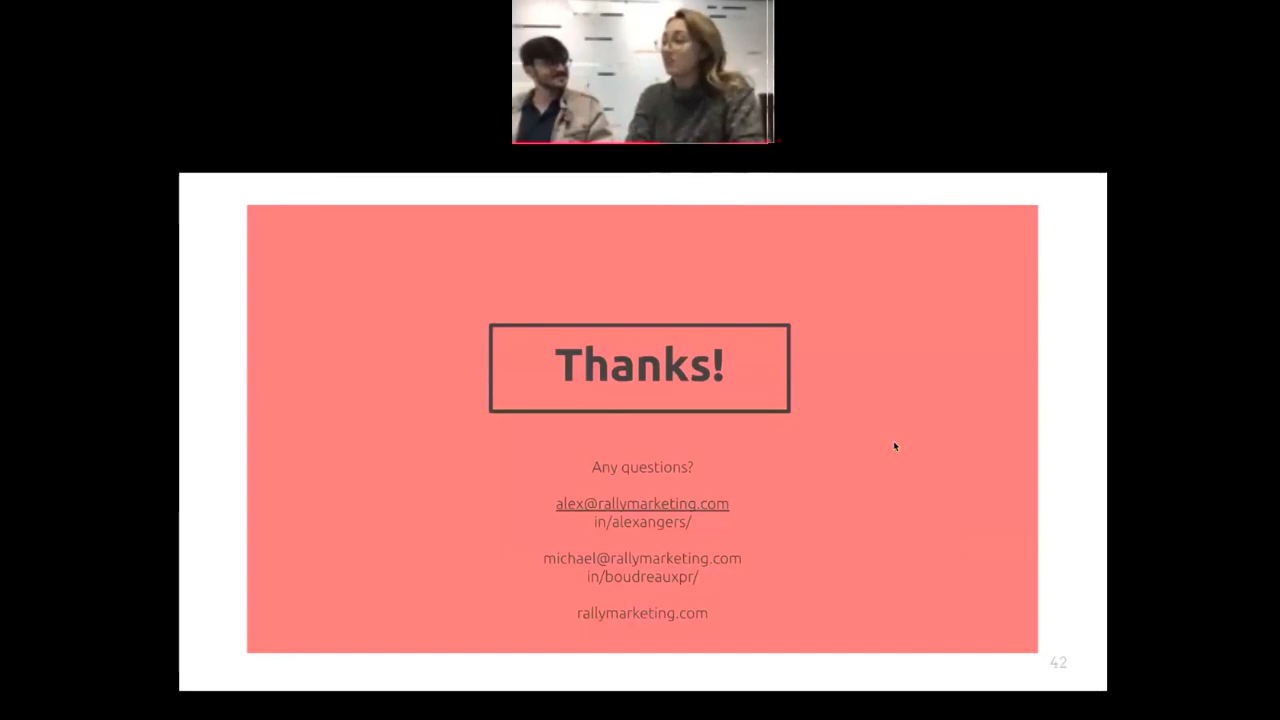 Thanks!
Any questions?
alex@rallymarketing.com
in/alexangers/
michael@rallymarketing.com
in/boudreauxpr/
rallymarketing.com
42